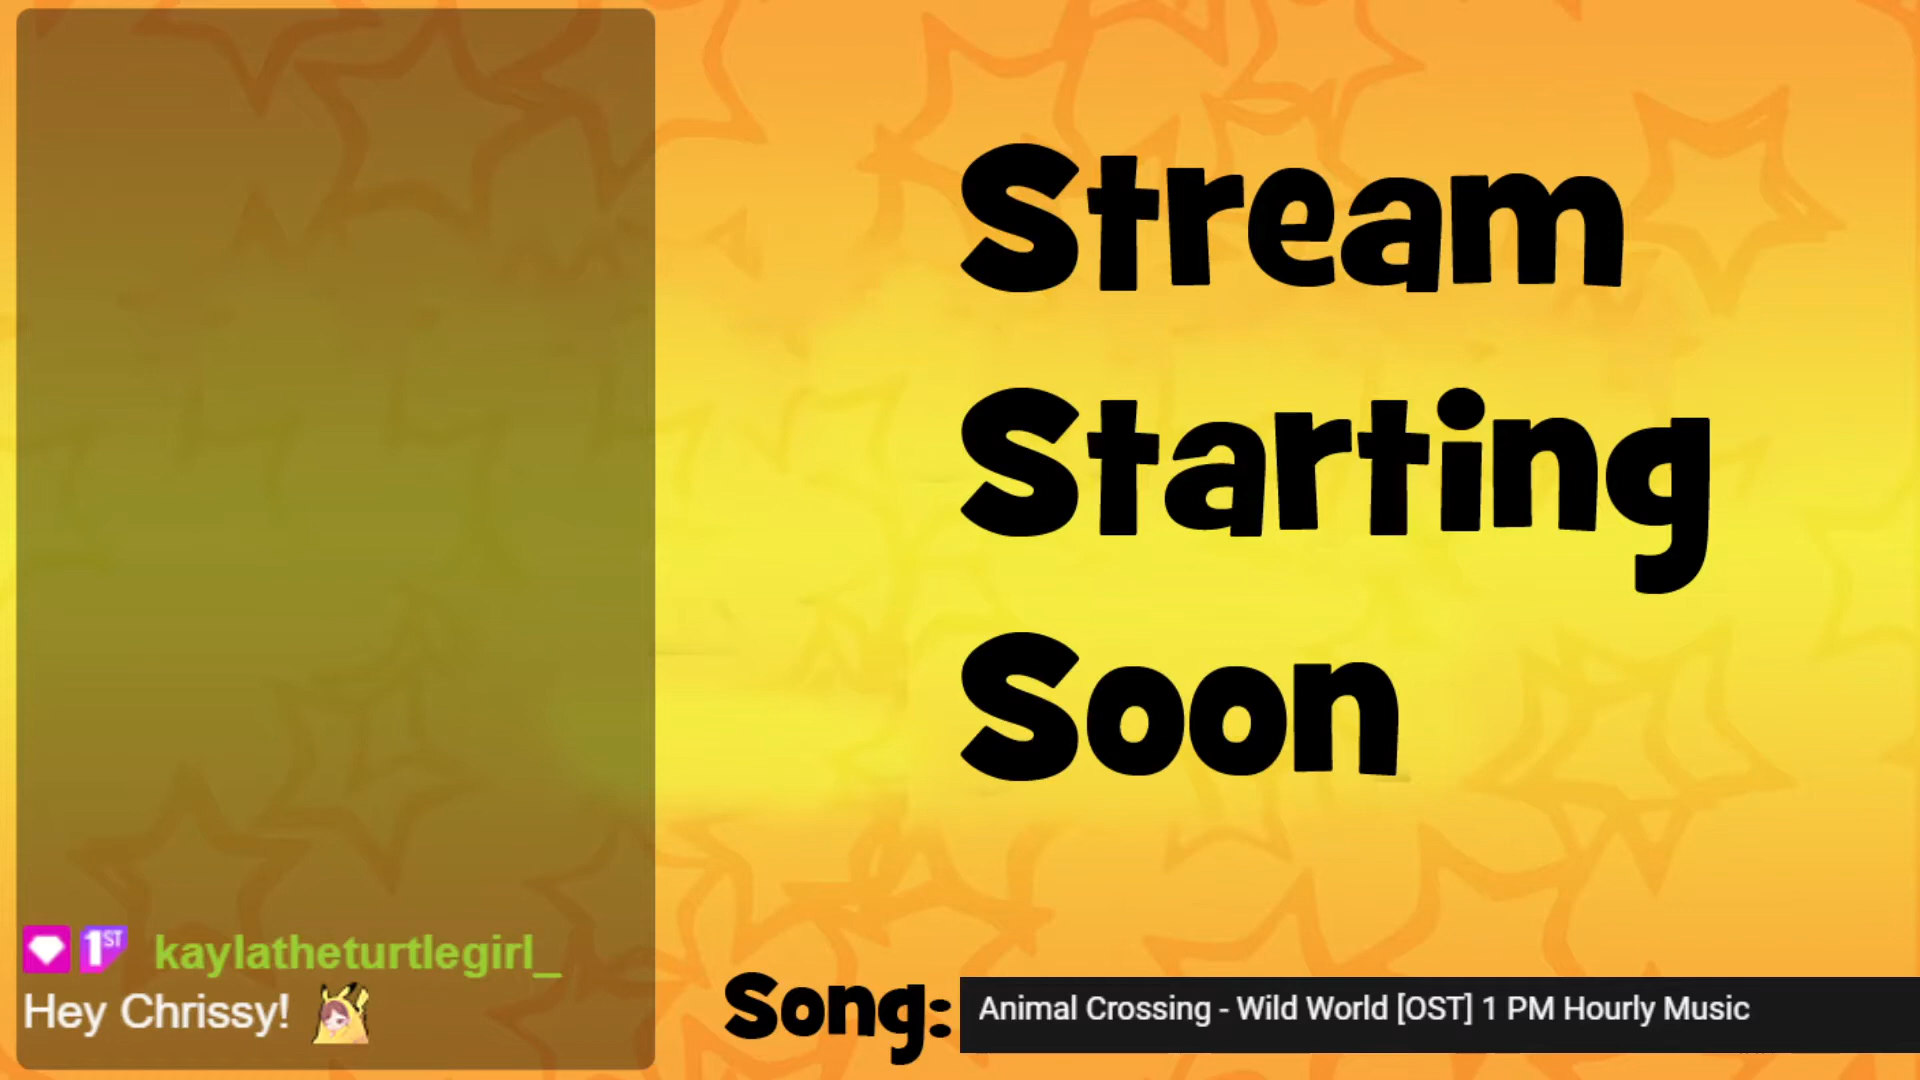 Stream
Starting
Soon
1ST kaylatheturtlegirl_
Hey Chrissy!
Song: Animal Crossing - Wild World [OST] 1 PM Hourly Music